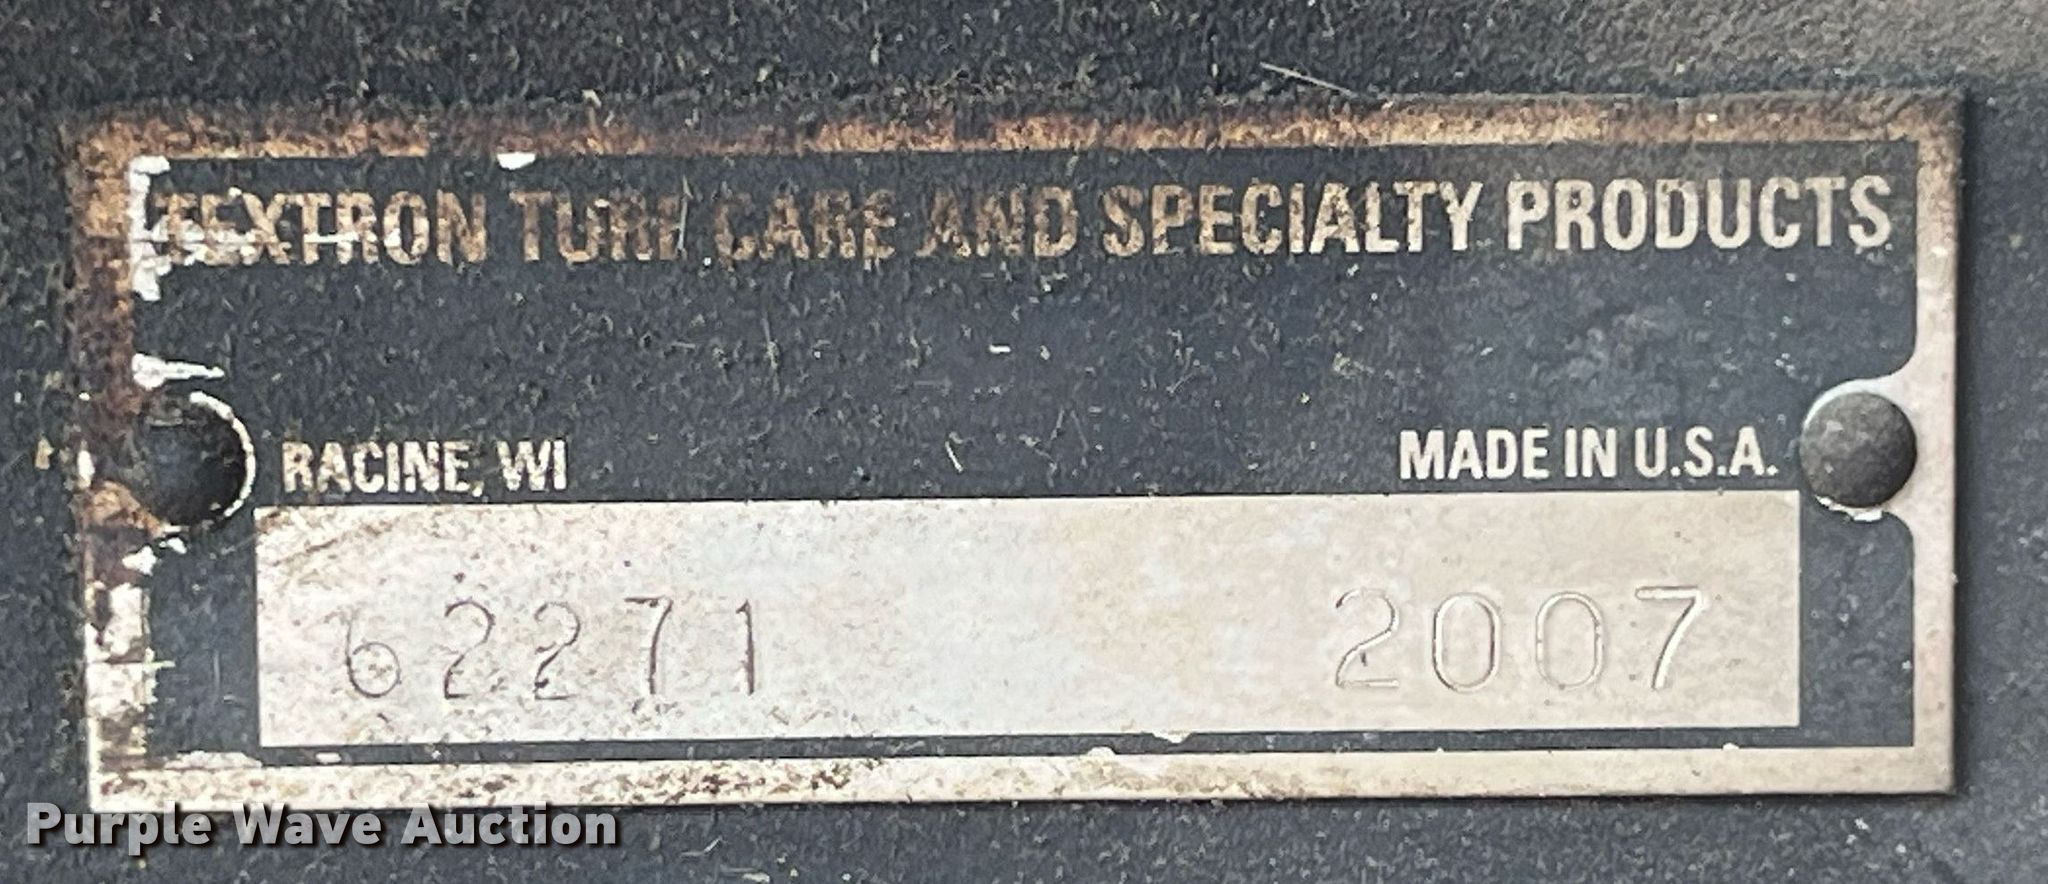 TEXTRON TURF CARE AND SPECIALTY PRODUCTS
RACINE, WI MADE IN U.S.A.
62271 2007
Purple Wave Auction